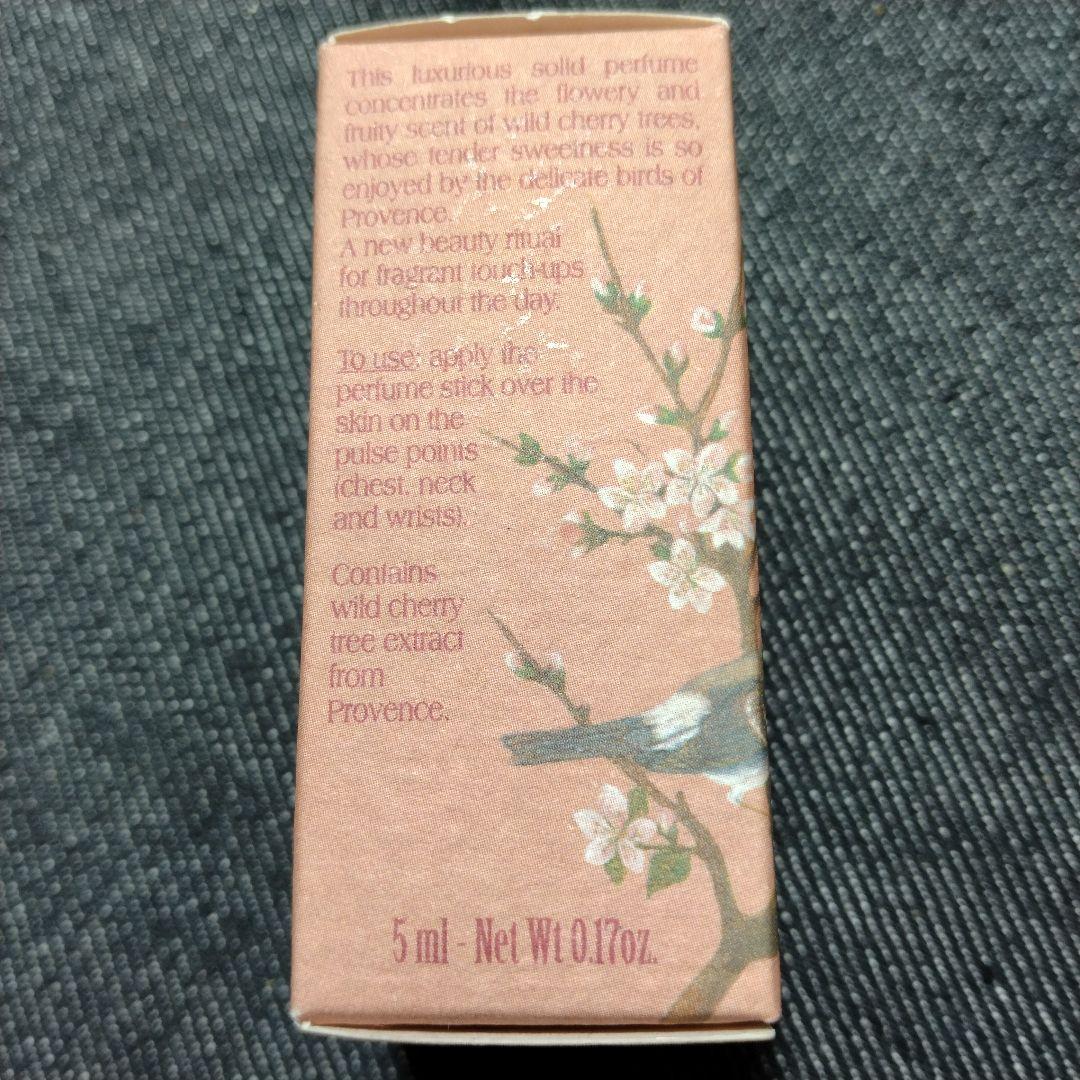 This luxurious solid perfume
concentrates the flowery and
fruity scent of wild cherry trees,
whose tender sweetness is so
enjoyed by the delicate birds of
Provence.
A new beauty ritual
for fragrant touch-ups
throughout the day.
To use: apply the
perfume stick over the
skin on the
pulse points
(chest, neck
and wrists).
Contains
wild cherry
tree extract
from
Provence.
5 ml - Net Wt 0.17oz.